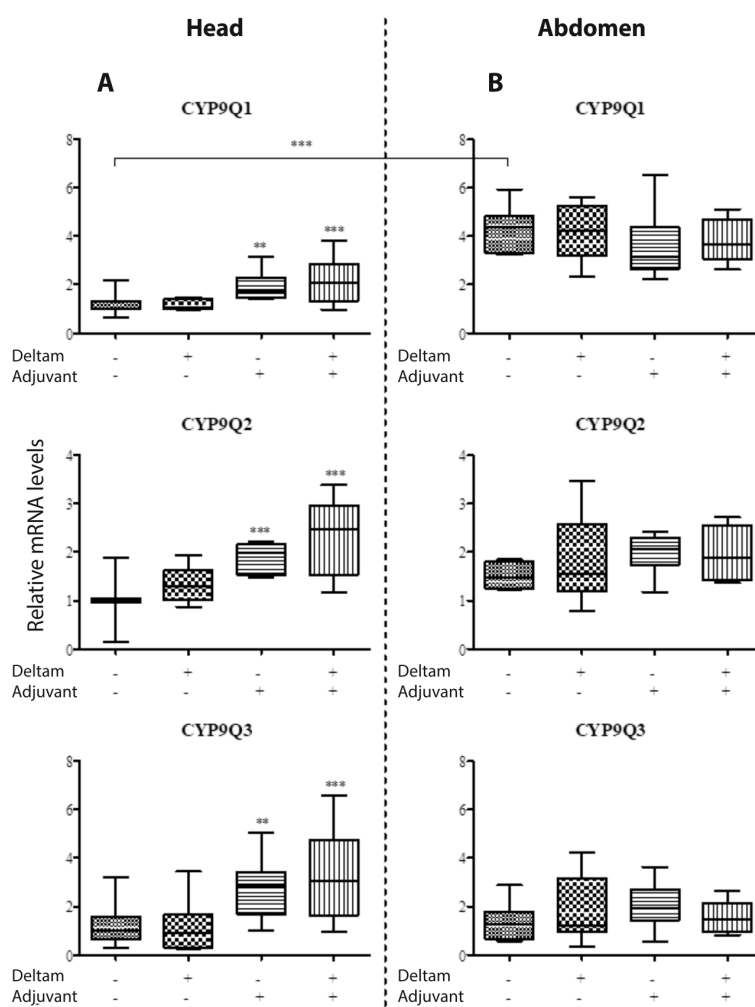 Head Abdomen
A B
CYP9Q1 CYP9Q1
8 8
***
6 6
** ***
4 4
2 2
0 0
Deltam - + - + Deltam - + - +
Adjuvant - - + + Adjuvant - - + +
CYP9Q2 CYP9Q2
Relative mRNA levels
4 4
*** ***
3 3
2 2
1 1
0 0
Deltam - + - + Deltam - + - +
Adjuvant - - + + Adjuvant - - + +
CYP9Q3 CYP9Q3
8 8
** ***
6 6
4 4
2 2
0 0
Deltam - + - + Deltam - + - +
Adjuvant - - + + Adjuvant - - + +